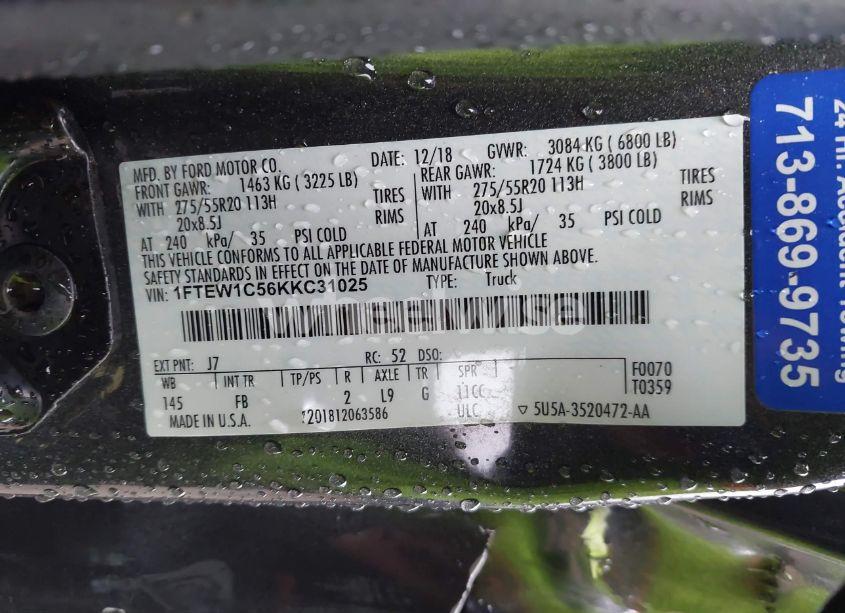 MFD. BY FORD MOTOR CO.
DATE: 12/18
GVWR: 3084 KG ( 6800 LB)
FRONT GAWR: 1463 KG ( 3225 LB)
REAR GAWR: 1724 KG ( 3800 LB)
WITH 275/55R20 113H TIRES
WITH 275/55R20 113H TIRES
20x8.5J RIMS
20x8.5J RIMS
AT 240 kPa/ 35 PSI COLD
AT 240 kPa/ 35 PSI COLD
THIS VEHICLE CONFORMS TO ALL APPLICABLE FEDERAL MOTOR VEHICLE
SAFETY STANDARDS IN EFFECT ON THE DATE OF MANUFACTURE SHOWN ABOVE.
VIN: 1FTEW1C56KKC31025
TYPE: Truck
EXT PNT: J7 RC: 52 DSO:
WB INT TR TP/PS R AXLE TR SPR
F0070
145 FB 2 L9 G 11CC
T0359
MADE IN U.S.A. 201812063586 ULC ▽ 5U5A-3520472-AA
24 Hr. Accident Towing
713-869-9735